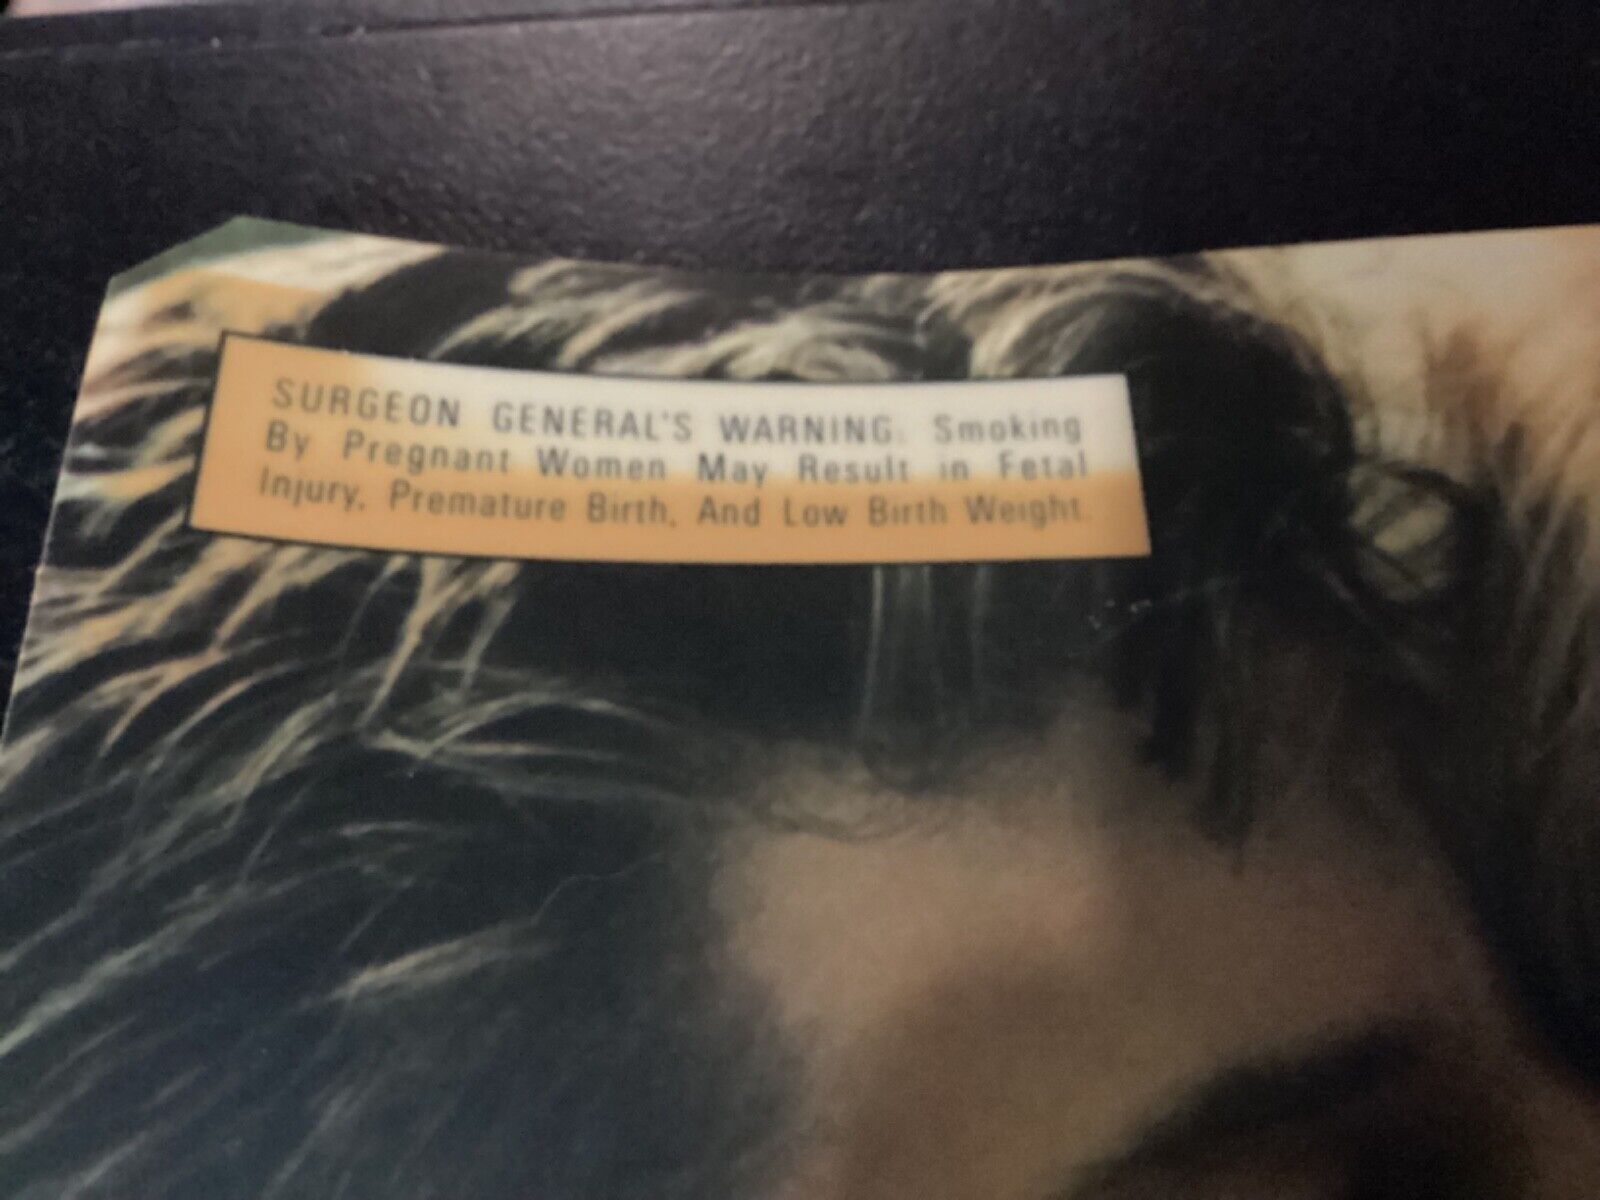 SURGEON GENERAL'S WARNING: Smoking
By Pregnant Women May Result in Fetal
Injury, Premature Birth, And Low Birth Weight.